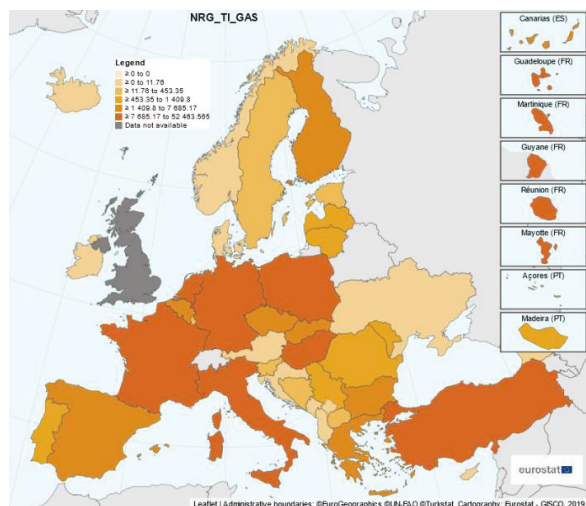 NRG_TI_GAS
Legend
≥ 0 to 0
≥ 0 to 11.76
≥ 11.76 to 453.35
≥ 453.35 to 1 409.8
≥ 1 409.8 to 7 685.17
≥ 7 685.17 to 52 463.565
Data not available
Canarias (ES)
Guadeloupe (FR)
Martinique (FR)
Guyane (FR)
Réunion (FR)
Mayotte (FR)
Açores (PT)
Madeira (PT)
eurostat
Leaflet | Administrative boundaries: ©EuroGeographics ©UN-FAO ©Turkstat, Cartography: Eurostat - GISCO, 2019